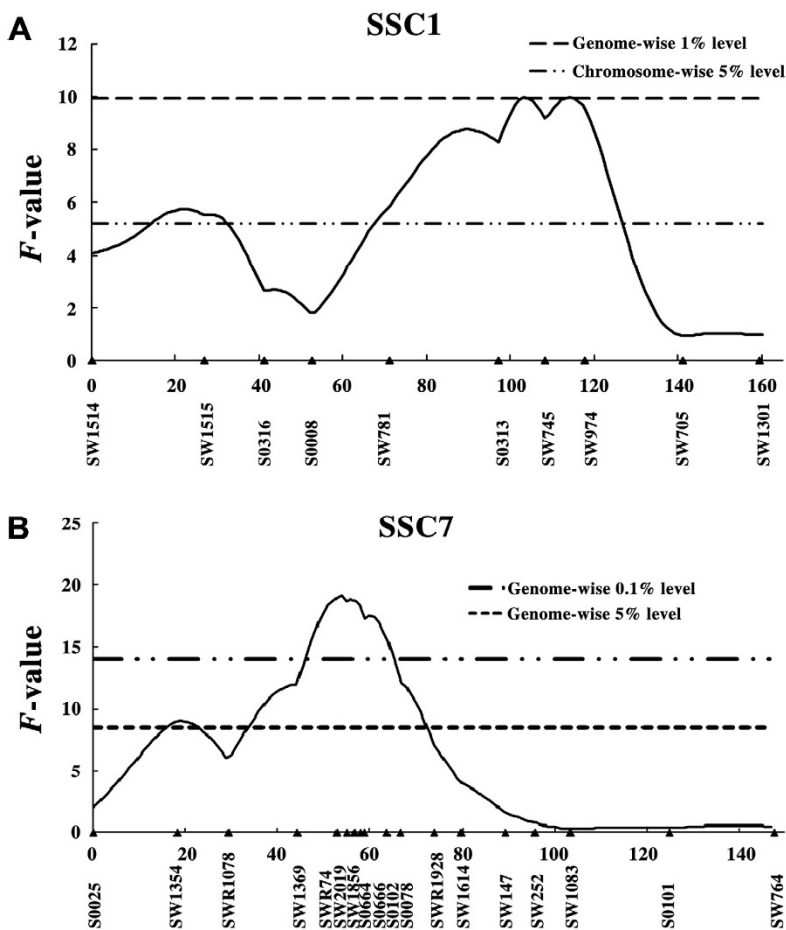 A
SSC1
12
10
8
6
4
2
0
F-value
Genome-wise 1% level
Chromosome-wise 5% level
0 20 40 60 80 100 120 140 160
SW1514 SW1515 S0316 S0008 SW781 S0313 SW745 SW974 SW705 SW1301
B
SSC7
25
20
15
10
5
0
F-value
Genome-wise 0.1% level
Genome-wise 5% level
0 20 40 60 80 100 120 140
S0025 SW1354 SWR1078 SW1369 SWR74 SW2019 SW1856 S0664 S0666 S0102 S0078 SWR1928 SW1614 SW147 SW252 SW1083 S0101 SW764